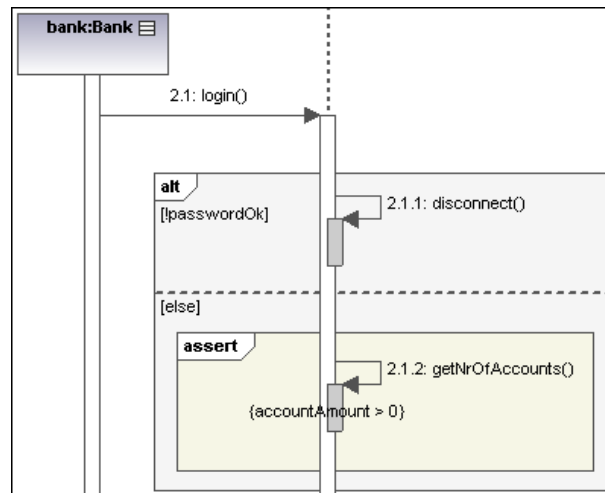 bank:Bank
2.1: login()
alt
[!passwordOk]
2.1.1: disconnect()
[else]
assert
2.1.2: getNrOfAccounts()
{accountAmount > 0}